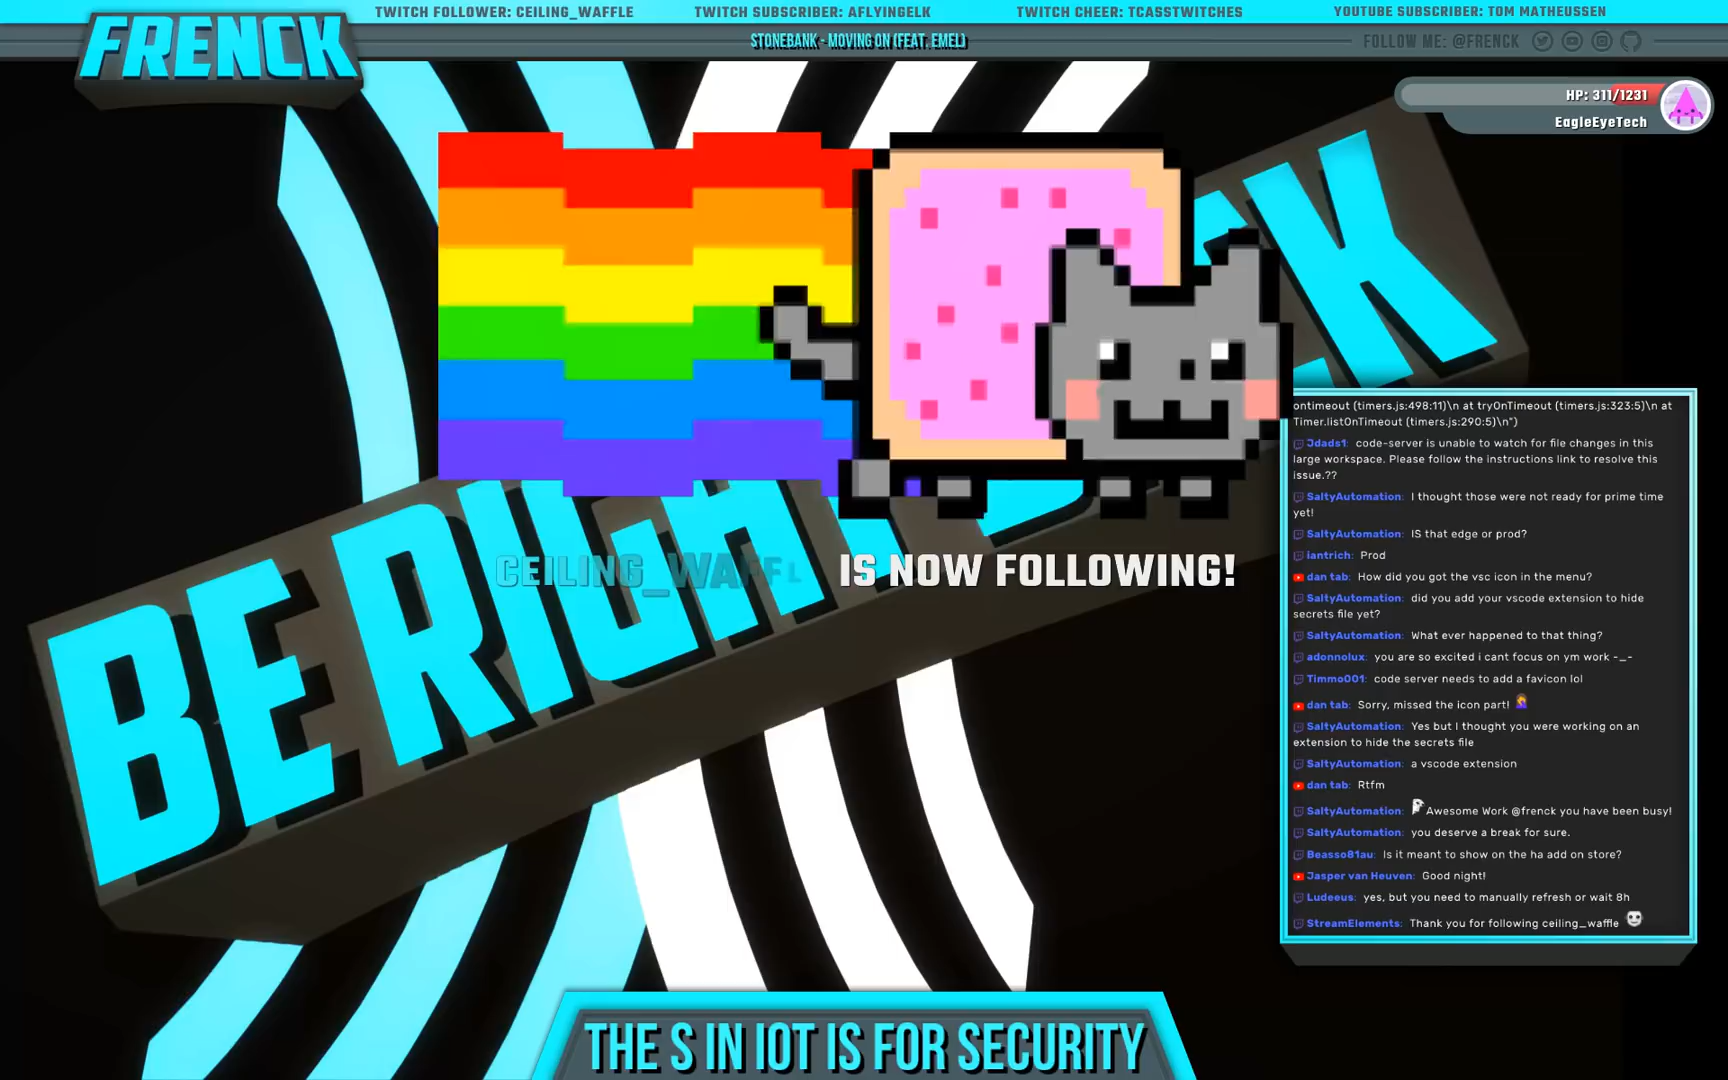 TWITCH FOLLOWER: CEILING_WAFFLE
TWITCH SUBSCRIBER: AFLYINGELK
TWITCH CHEER: TCASSTWITCHES
YOUTUBE SUBSCRIBER: TOM MATHEUSSEN
FRENCK
STONEBANK - MOVING ON (FEAT. EMEL)
FOLLOW ME: @FRENCK
HP: 311/1231
EagleEyeTech
BE RIGHT
CK
CEILING_WAFFL IS NOW FOLLOWING!
ontimeout (timers.js:498:11)\n at tryOnTimeout (timers.js:323:5)\n at
Timer.listOnTimeout (timers.js:290:5)\n")
Jdads1: code-server is unable to watch for file changes in this
large workspace. Please follow the instructions link to resolve this
issue.??
SaltyAutomation: I thought those were not ready for prime time
yet!
SaltyAutomation: IS that edge or prod?
iantrich: Prod
dan tab: How did you got the vsc icon in the menu?
SaltyAutomation: did you add your vscode extension to hide
secrets file yet?
SaltyAutomation: What ever happened to that thing?
adonnolux: you are so excited i cant focus on ym work -_-
Timmo001: code server needs to add a favicon lol
dan tab: Sorry, missed the icon part!
SaltyAutomation: Yes but I thought you were working on an
extension to hide the secrets file
SaltyAutomation: a vscode extension
dan tab: Rtfm
SaltyAutomation: Awesome Work @frenck you have been busy!
SaltyAutomation: you deserve a break for sure.
Beasso81au: Is it meant to show on the ha add on store?
Jasper van Heuven: Good night!
Ludeeus: yes, but you need to manually refresh or wait 8h
StreamElements: Thank you for following ceiling_waffle
THE S IN IOT IS FOR SECURITY